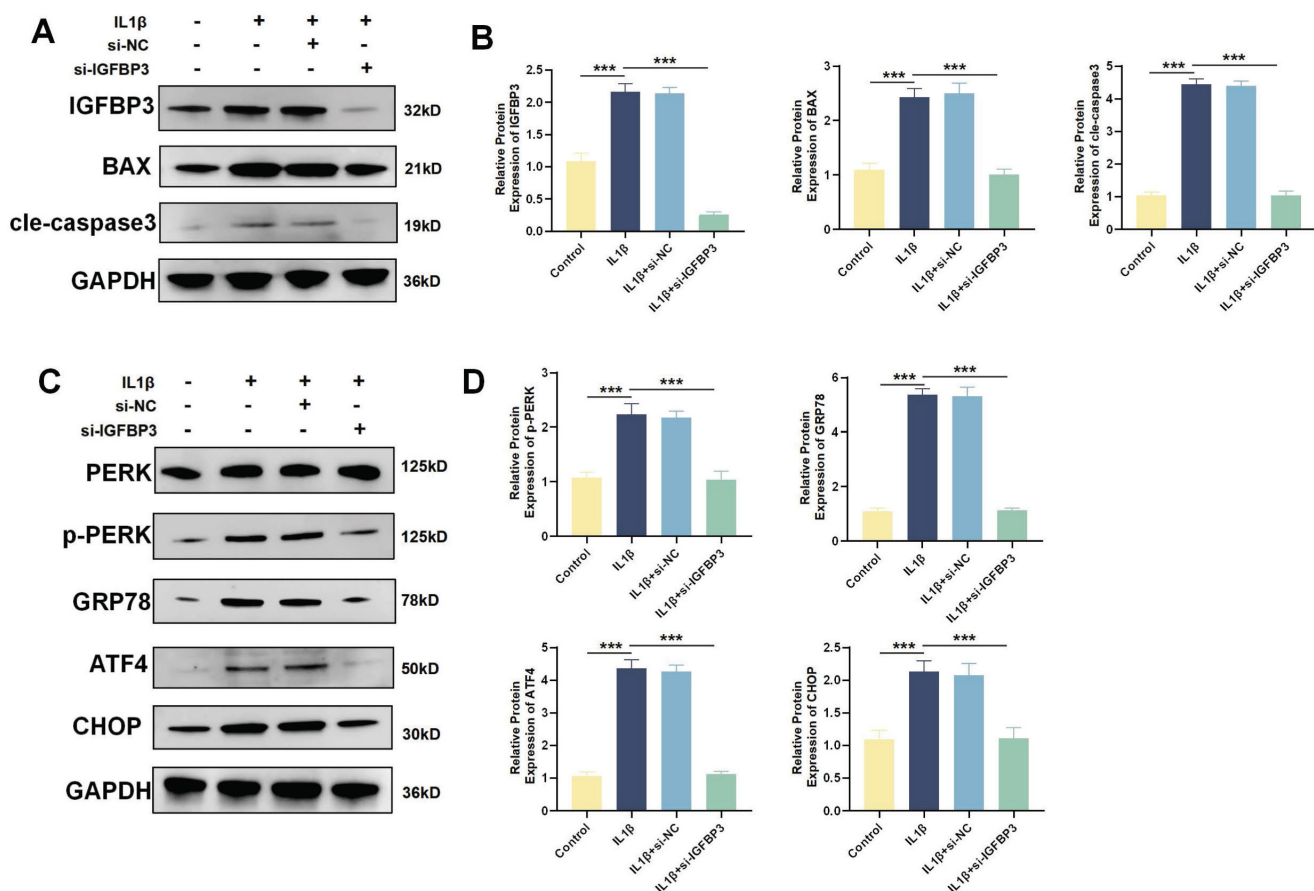 A
IL1β - + + +
si-NC - - + -
si-IGFBP3 - - - +
IGFBP3 32kD
BAX 21kD
cle-caspase3 19kD
GAPDH 36kD
B
Relative Protein
Expression of IGFBP3
2.5
2.0
1.5
1.0
0.5
0.0
*** ***
Control
IL1β
IL1β+si-NC
IL1β+si-IGFBP3
Relative Protein
Expression of BAX
3
2
1
0
*** ***
Control
IL1β
IL1β+si-NC
IL1β+si-IGFBP3
Relative Protein
Expression of cle-caspase3
5
4
3
2
1
0
*** ***
Control
IL1β
IL1β+si-NC
IL1β+si-IGFBP3
C
IL1β - + + +
si-NC - - + -
si-IGFBP3 - - - +
PERK 125kD
p-PERK 125kD
GRP78 78kD
ATF4 50kD
CHOP 30kD
GAPDH 36kD
D
Relative Protein
Expression of p-PERK
3
2
1
0
*** ***
Control
IL1β
IL1β+si-NC
IL1β+si-IGFBP3
Relative Protein
Expression of GRP78
6
4
2
0
*** ***
Control
IL1β
IL1β+si-NC
IL1β+si-IGFBP3
Relative Protein
Expression of ATF4
5
4
3
2
1
0
*** ***
Control
IL1β
IL1β+si-NC
IL1β+si-IGFBP3
Relative Protein
Expression of CHOP
2.5
2.0
1.5
1.0
0.5
0.0
*** ***
Control
IL1β
IL1β+si-NC
IL1β+si-IGFBP3